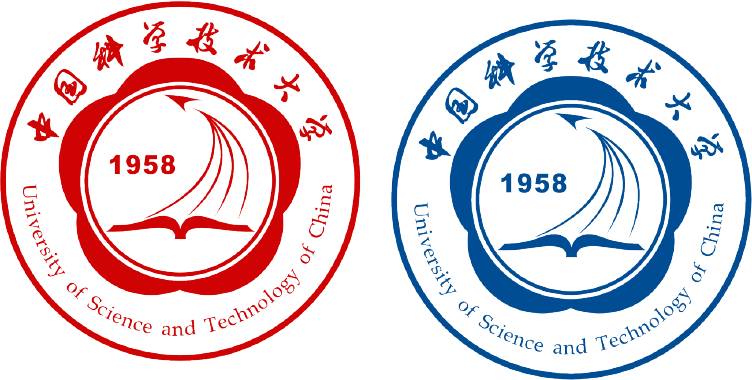 中国科学技术大学
1958
University of Science and Technology of China
中国科学技术大学
1958
University of Science and Technology of China